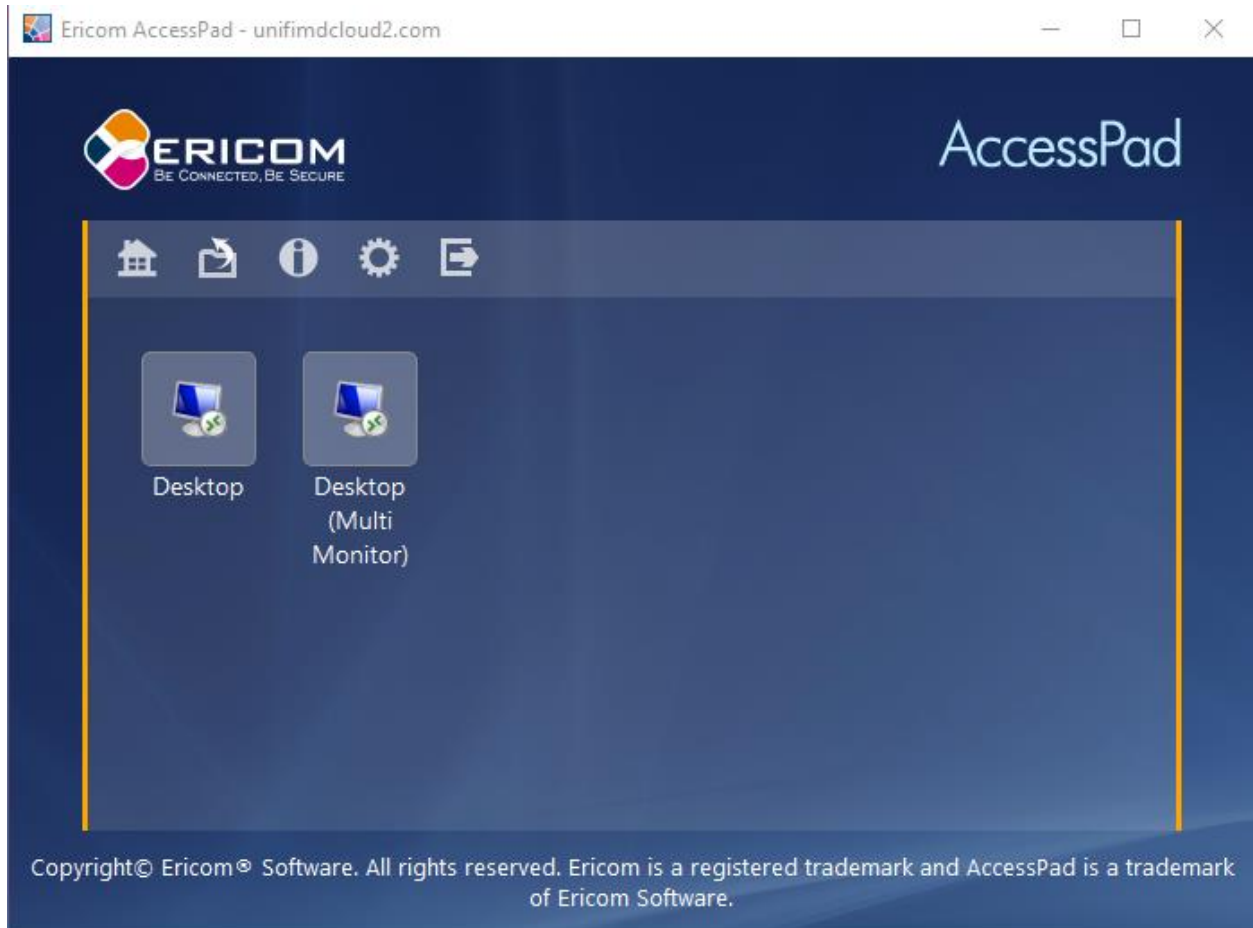 Ericom AccessPad - unifimdcloud2.com
ERICOM
BE CONNECTED, BE SECURE
AccessPad
Desktop
Desktop
(Multi
Monitor)
Copyright© Ericom® Software. All rights reserved. Ericom is a registered trademark and AccessPad is a trademark
of Ericom Software.